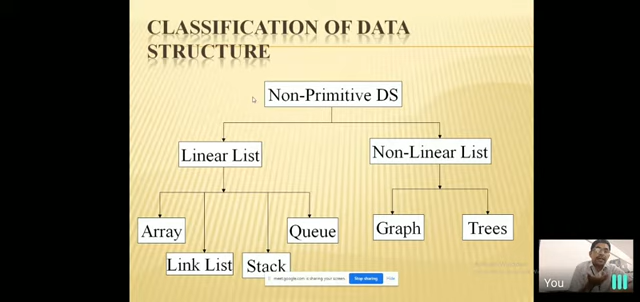 CLASSIFICATION OF DATA
STRUCTURE
Non-Primitive DS
Linear List
Non-Linear List
Array
Queue
Graph
Trees
Link List
Stack
meet.google.com is sharing your screen.
Stop sharing
Hide
You